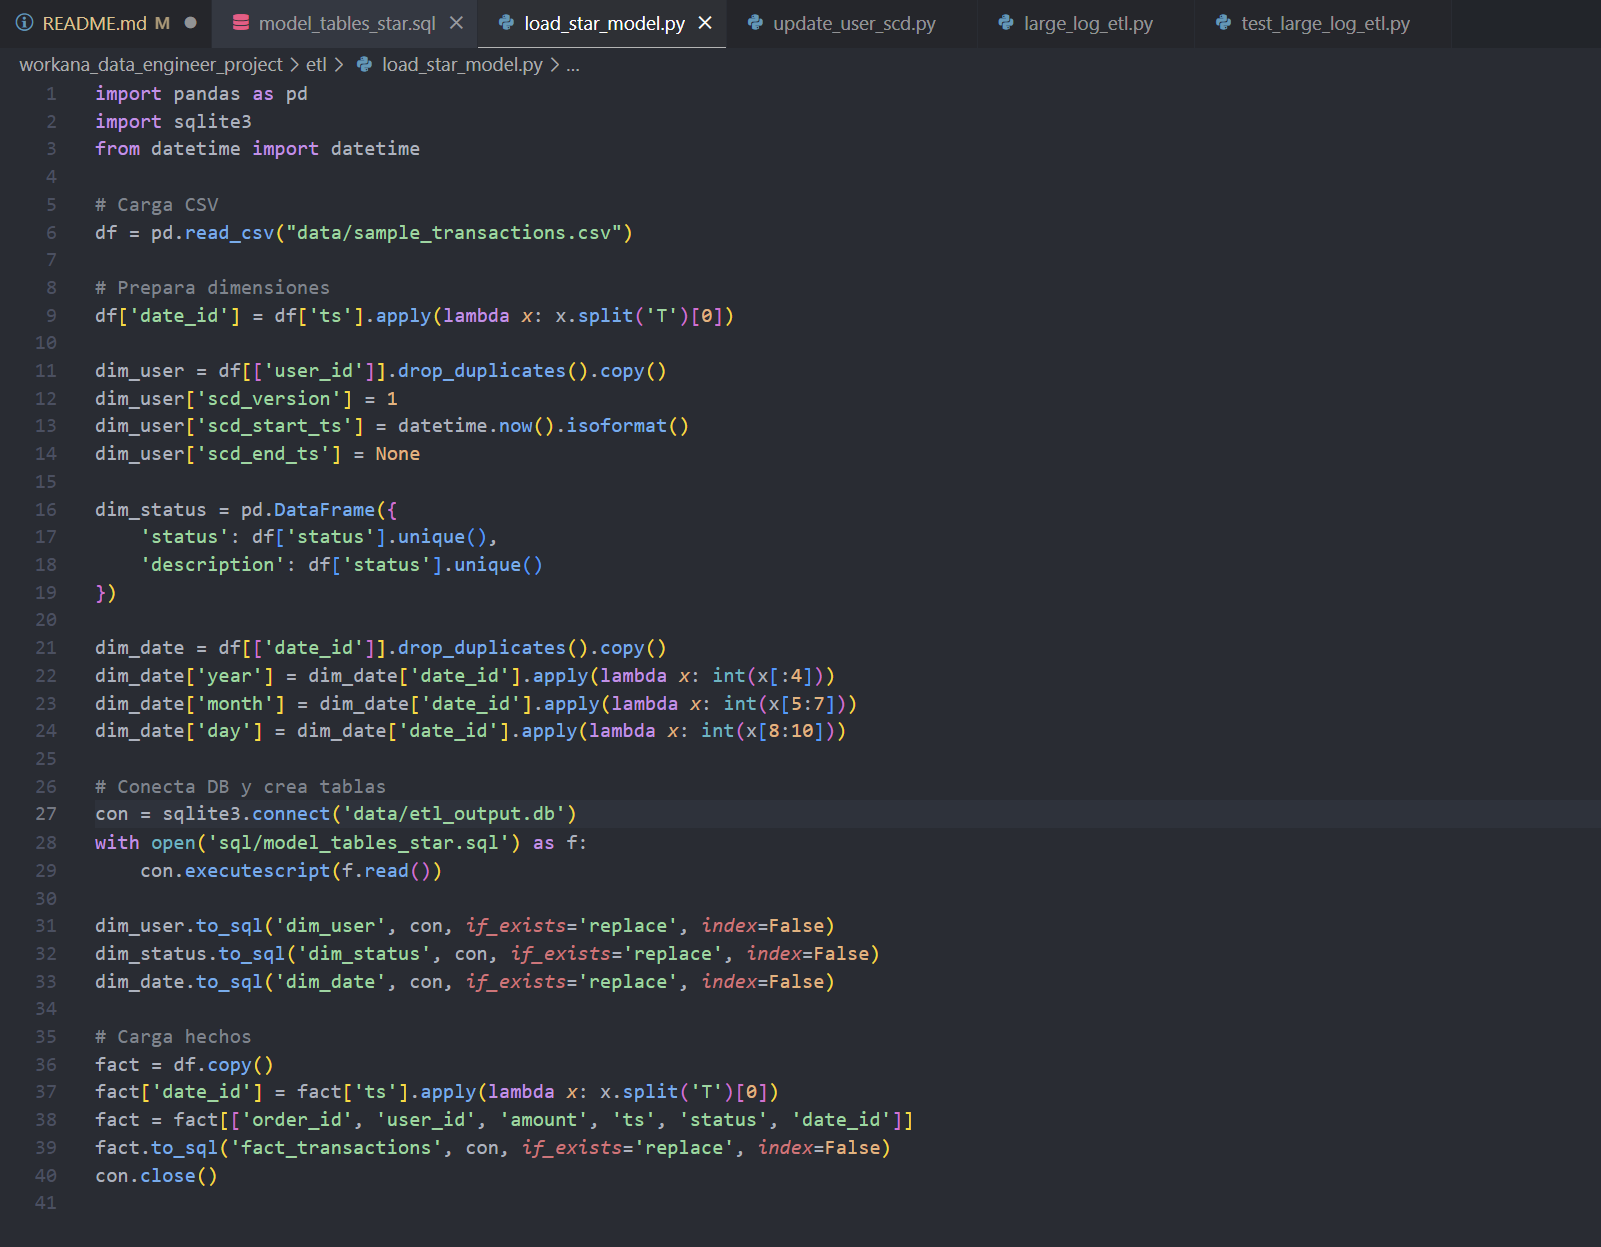 README.md M model_tables_star.sql load_star_model.py update_user_scd.py large_log_etl.py test_large_log_etl.py
workana_data_engineer_project > etl > load_star_model.py > ...
1 import pandas as pd
2 import sqlite3
3 from datetime import datetime
4
5 # Carga CSV
6 df = pd.read_csv("data/sample_transactions.csv")
7
8 # Prepara dimensiones
9 df['date_id'] = df['ts'].apply(lambda x: x.split('T')[0])
10
11 dim_user = df[['user_id']].drop_duplicates().copy()
12 dim_user['scd_version'] = 1
13 dim_user['scd_start_ts'] = datetime.now().isoformat()
14 dim_user['scd_end_ts'] = None
15
16 dim_status = pd.DataFrame({
17     'status': df['status'].unique(),
18     'description': df['status'].unique()
19 })
20
21 dim_date = df[['date_id']].drop_duplicates().copy()
22 dim_date['year'] = dim_date['date_id'].apply(lambda x: int(x[:4]))
23 dim_date['month'] = dim_date['date_id'].apply(lambda x: int(x[5:7]))
24 dim_date['day'] = dim_date['date_id'].apply(lambda x: int(x[8:10]))
25
26 # Conecta DB y crea tablas
27 con = sqlite3.connect('data/etl_output.db')
28 with open('sql/model_tables_star.sql') as f:
29     con.executescript(f.read())
30
31 dim_user.to_sql('dim_user', con, if_exists='replace', index=False)
32 dim_status.to_sql('dim_status', con, if_exists='replace', index=False)
33 dim_date.to_sql('dim_date', con, if_exists='replace', index=False)
34
35 # Carga hechos
36 fact = df.copy()
37 fact['date_id'] = fact['ts'].apply(lambda x: x.split('T')[0])
38 fact = fact[['order_id', 'user_id', 'amount', 'ts', 'status', 'date_id']]
39 fact.to_sql('fact_transactions', con, if_exists='replace', index=False)
40 con.close()
41